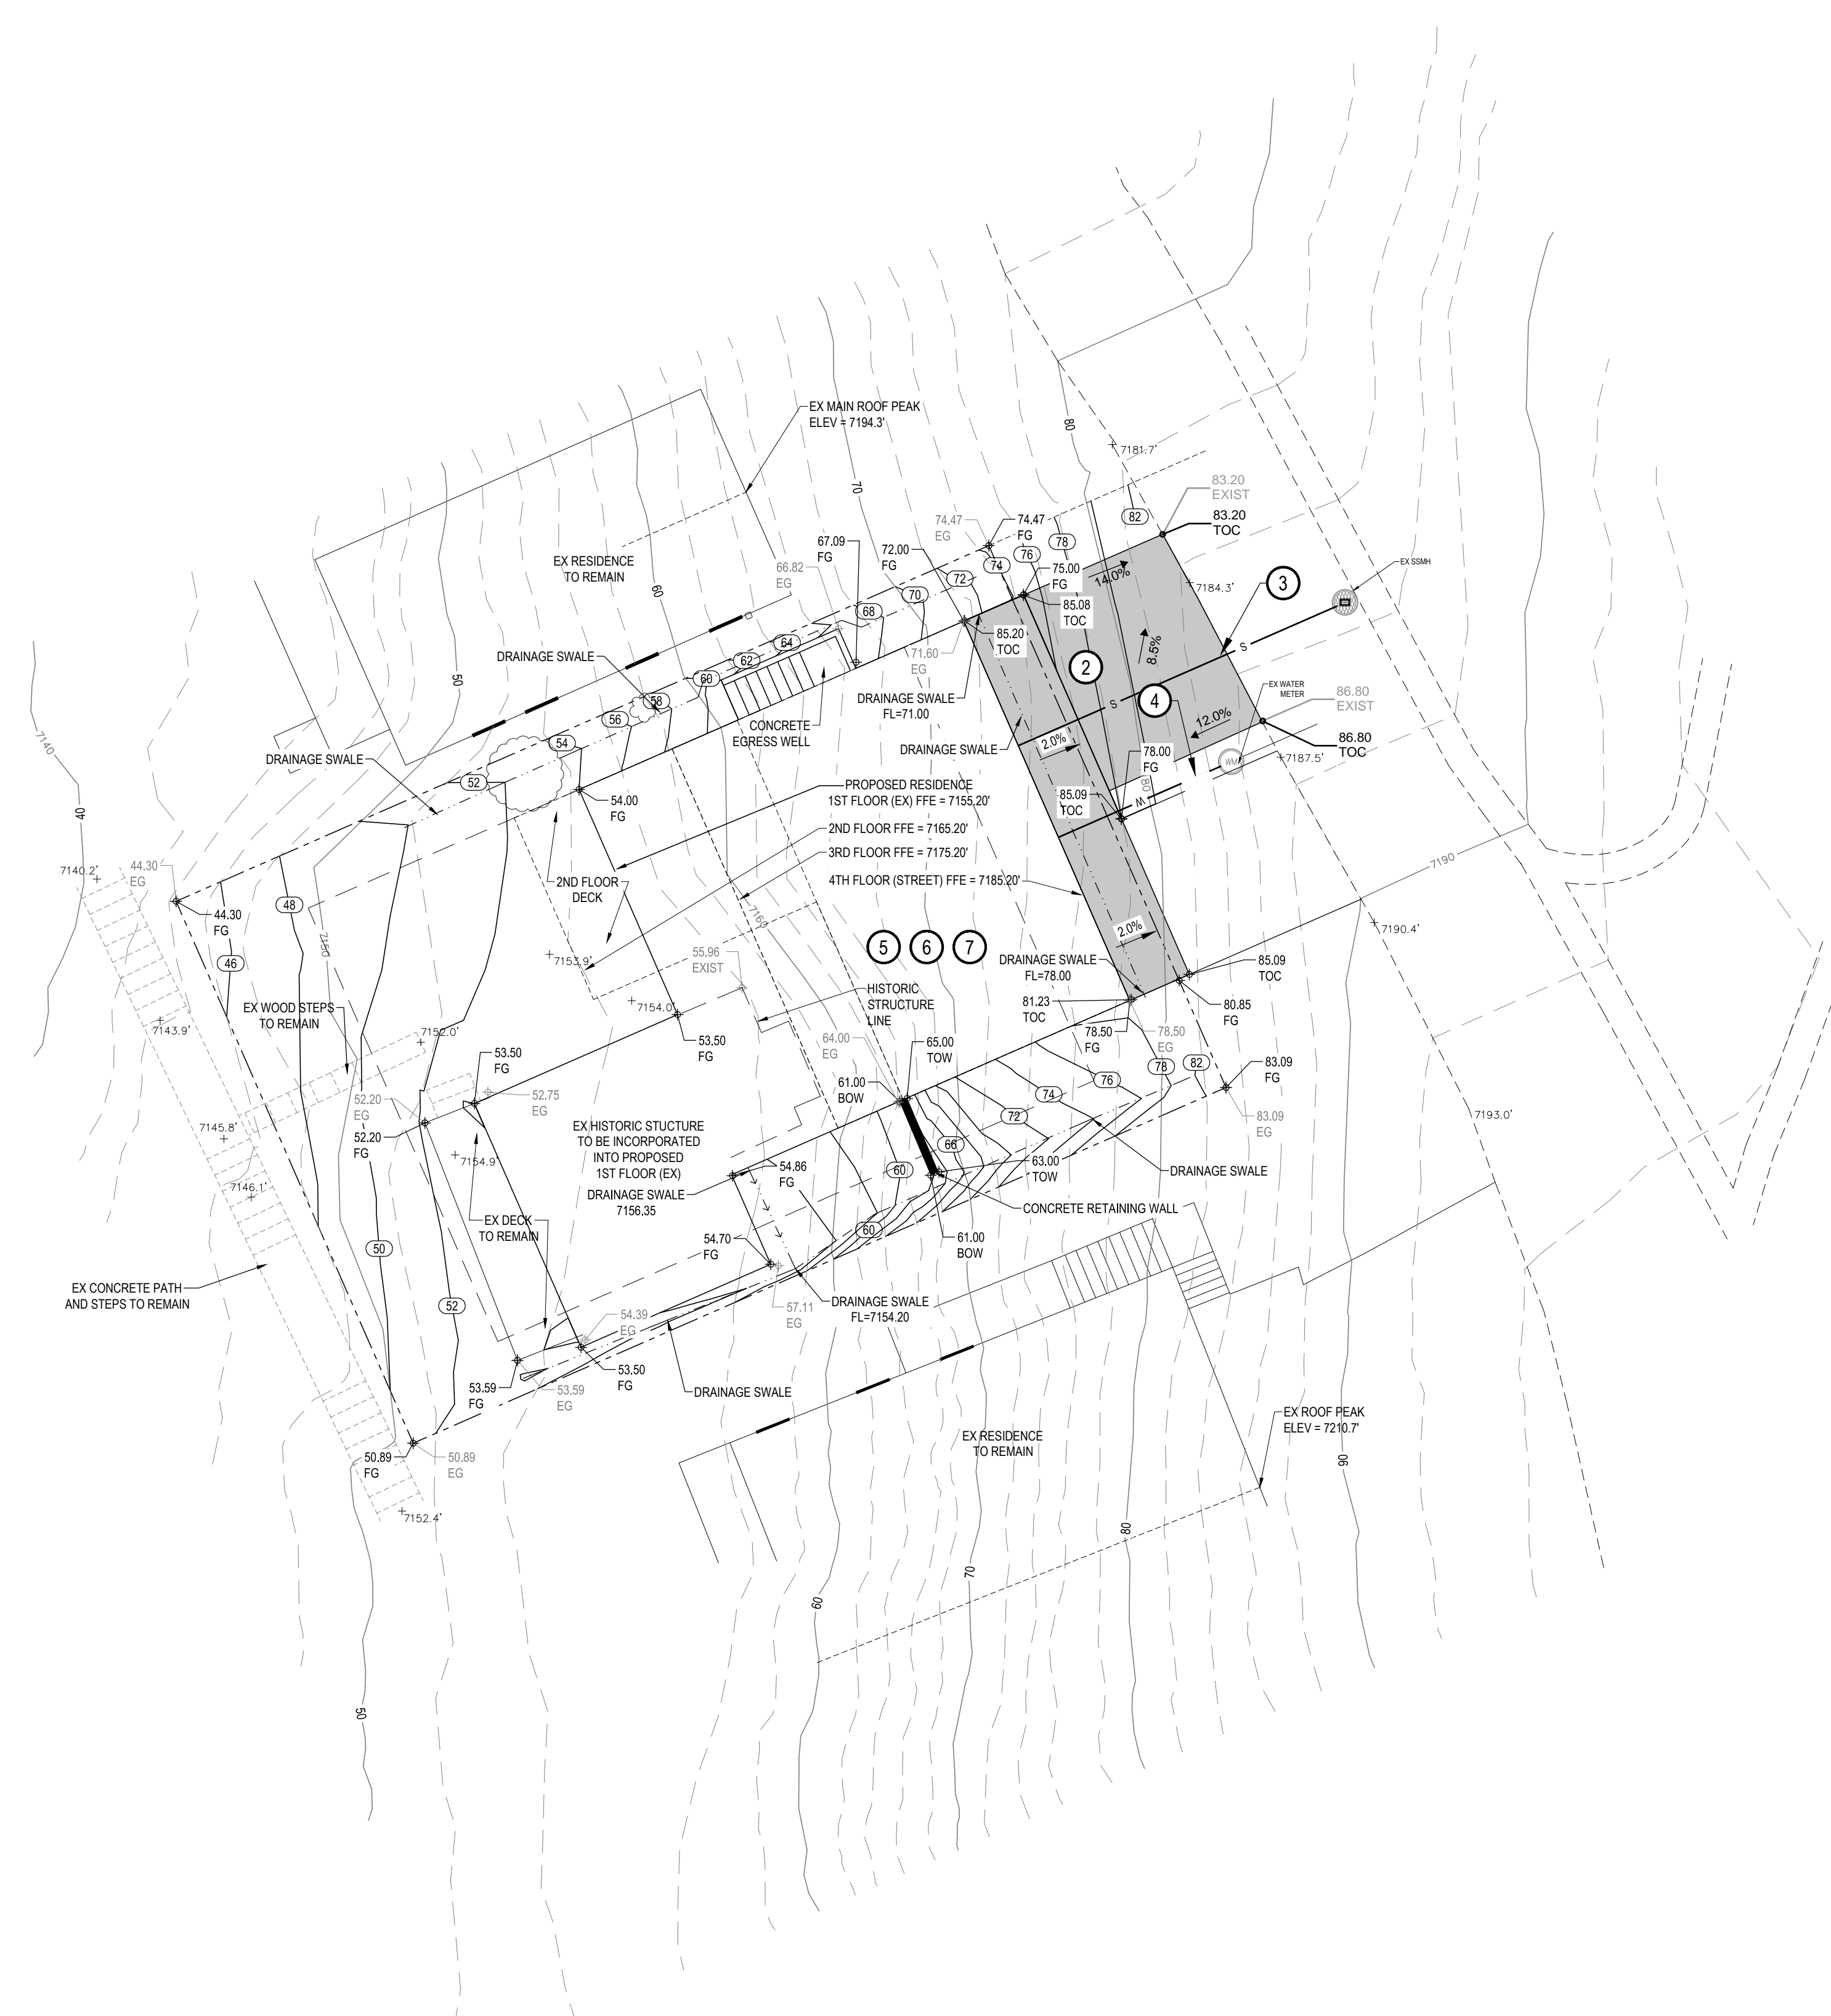 EX MAIN ROOF PEAK
ELEV = 7194.3'
80
7181.7'
83.20
EXIST
83.20
TOC
82
70
74.47
EG
74.47
FG
78
76
67.09
FG
72.00
FG
EX RESIDENCE
TO REMAIN
66.82
EG
74
72
75.00
FG
14.0%
7184.3'
3
EX SSMH
60
70
68
85.08
TOC
85.20
TOC
64
62
60
DRAINAGE SWALE
71.60
EG
8.5%
2
S
50
58
56
54
52
DRAINAGE SWALE
FL=71.00
4
S
EX WATER
METER
86.80
EXIST
86.80
TOC
12.0%
CONCRETE
EGRESS WELL
DRAINAGE SWALE
2.0%
78.00
FG
WM
7187.5'
7140
DRAINAGE SWALE
40
54.00
FG
PROPOSED RESIDENCE
1ST FLOOR (EX) FFE = 7155.20'
2ND FLOOR FFE = 7165.20'
3RD FLOOR FFE = 7175.20'
4TH FLOOR (STREET) FFE = 7185.20'
85.09
TOC
80
W
7190
7140.2'
44.30
EG
44.30
FG
48
2ND FLOOR
DECK
7160
7150
46
7153.9'
55.96
EXIST
5
6
7
2.0%
7190.4'
DRAINAGE SWALE
FL=78.00
85.09
TOC
80.85
FG
81.23
TOC
78.50
FG
78.50
EG
7143.9'
EX WOOD STEPS
TO REMAIN
7154.0'
HISTORIC
STRUCTURE
LINE
7152.0'
53.50
FG
53.50
FG
64.00
EG
65.00
TOW
61.00
BOW
78
82
76
74
72
83.09
FG
83.09
EG
7193.0'
52.20
EG
52.20
FG
52.75
EG
7145.8'
EX HISTORIC STUCTURE
TO BE INCORPORATED
INTO PROPOSED
1ST FLOOR (EX)
7154.9'
66
60
63.00
TOW
DRAINAGE SWALE
7146.1'
54.86
FG
DRAINAGE SWALE
7156.35
CONCRETE RETAINING WALL
EX DECK
TO REMAIN
50
54.70
FG
60
61.00
BOW
EX CONCRETE PATH
AND STEPS TO REMAIN
52
54.39
EG
57.11
EG
DRAINAGE SWALE
FL=7154.20
53.50
FG
53.59
FG
53.59
EG
DRAINAGE SWALE
EX ROOF PEAK
ELEV = 7210.7'
EX RESIDENCE
TO REMAIN
50.89
FG
50.89
EG
90
7152.4'
80
70
60
50